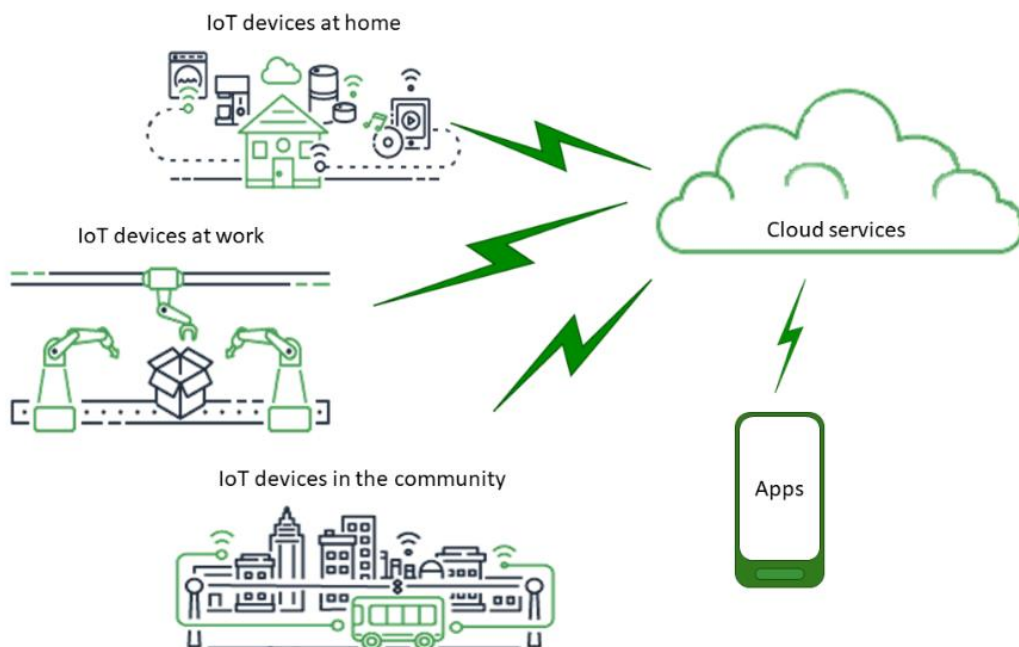 IoT devices at home
IoT devices at work
Cloud services
IoT devices in the community
Apps